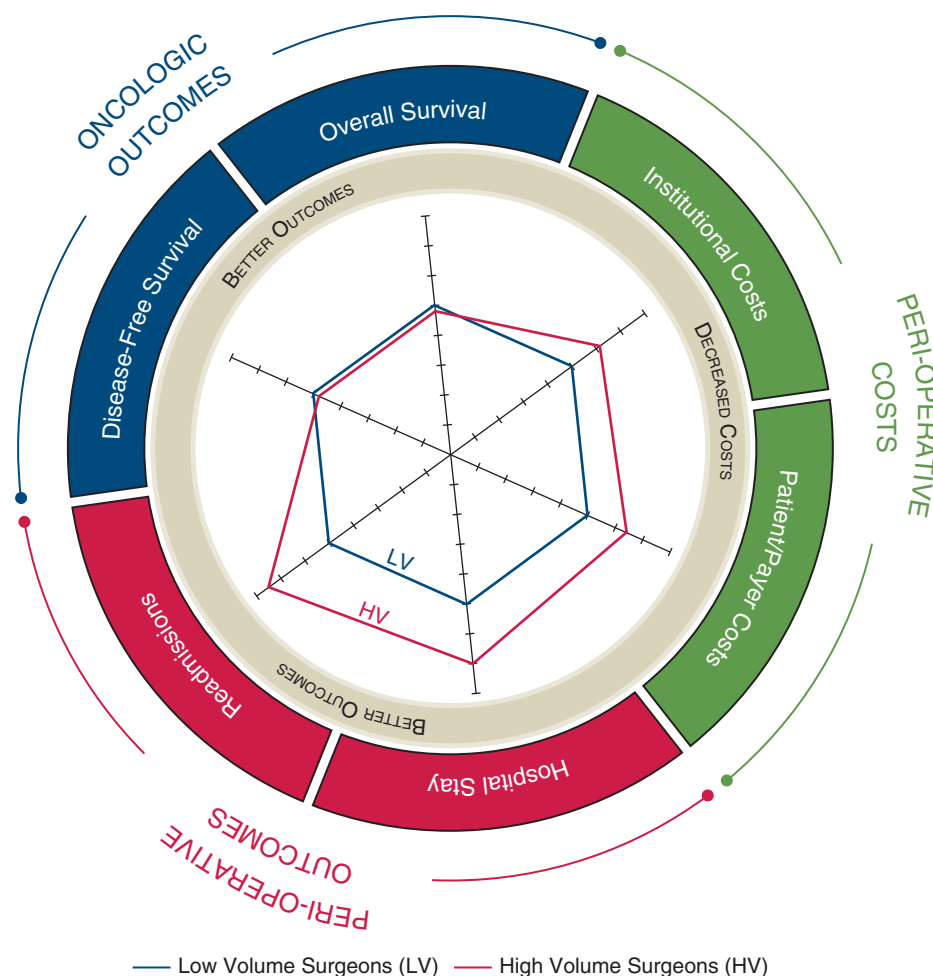 ONCOLOGIC
OUTCOMES
Overall Survival
Institutional Costs
Disease-Free Survival
BETTER OUTCOMES
DECREASED COSTS
PERI-OPERATIVE
COSTS
Patient/Payer Costs
LV
HV
Readmissions
BETTER OUTCOMES
Hospital Stay
PERI-OPERATIVE
OUTCOMES
Low Volume Surgeons (LV) High Volume Surgeons (HV)